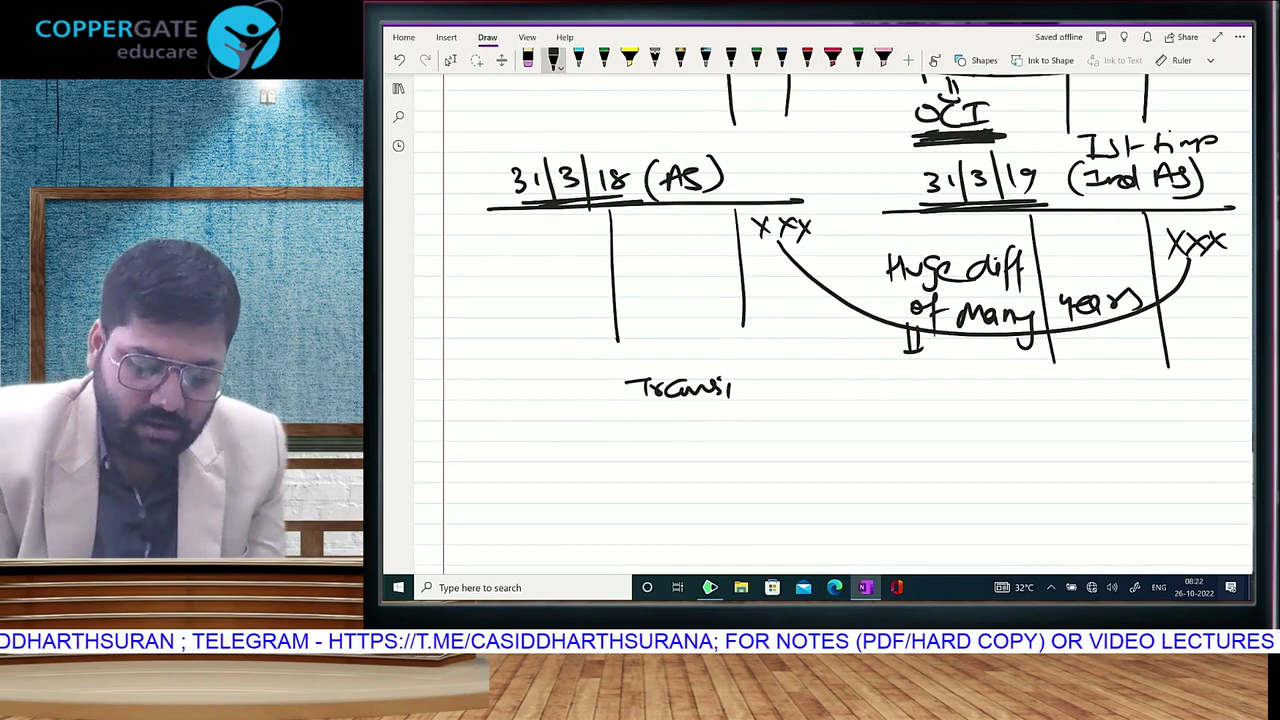 COPPERGATE
educare
Home Insert Draw View Help
Saved offline
Share
Shapes
Ink to Shape
Ink to Text
Ruler
OCI
Ist time
31/3/18 (AS)
31/3/19 (Ind AS)
XXX
XXX
Huge diff
of Many years
Transi
Type here to search
32°C
ENG
08:22
26-10-2022
DDHARTHSURAN ; TELEGRAM - HTTPS://T.ME/CASIDDHARTHSURANA; FOR NOTES (PDF/HARD COPY) OR VIDEO LECTURES